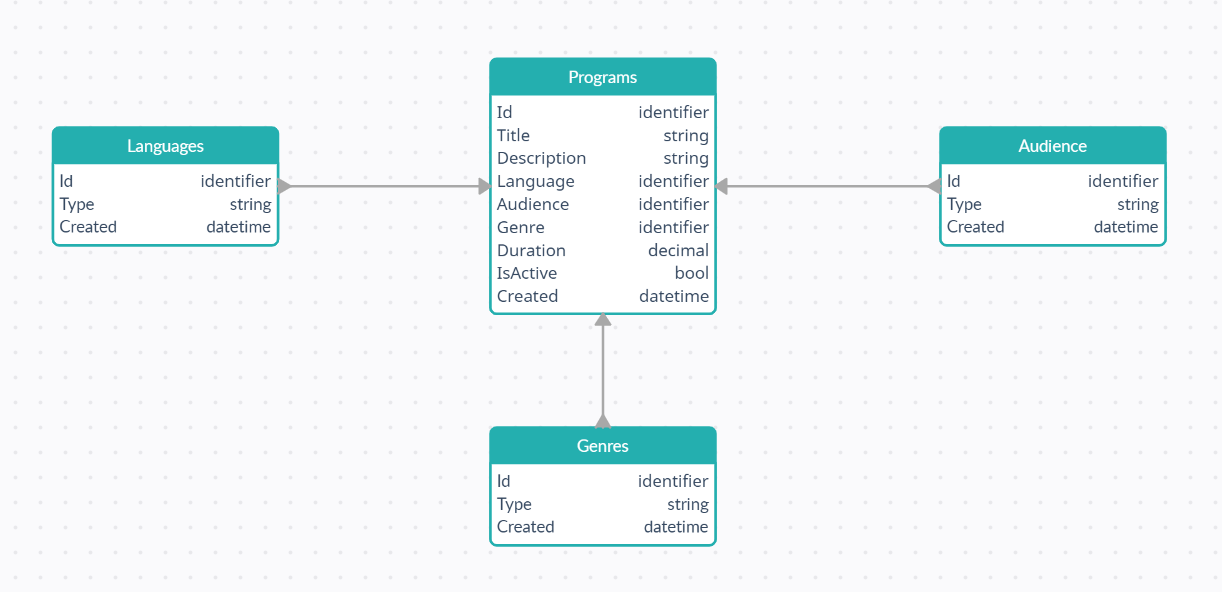 Programs
Id identifier
Title string
Description string
Language identifier
Audience identifier
Genre identifier
Duration decimal
IsActive bool
Created datetime
Languages
Id identifier
Type string
Created datetime
Audience
Id identifier
Type string
Created datetime
Genres
Id identifier
Type string
Created datetime